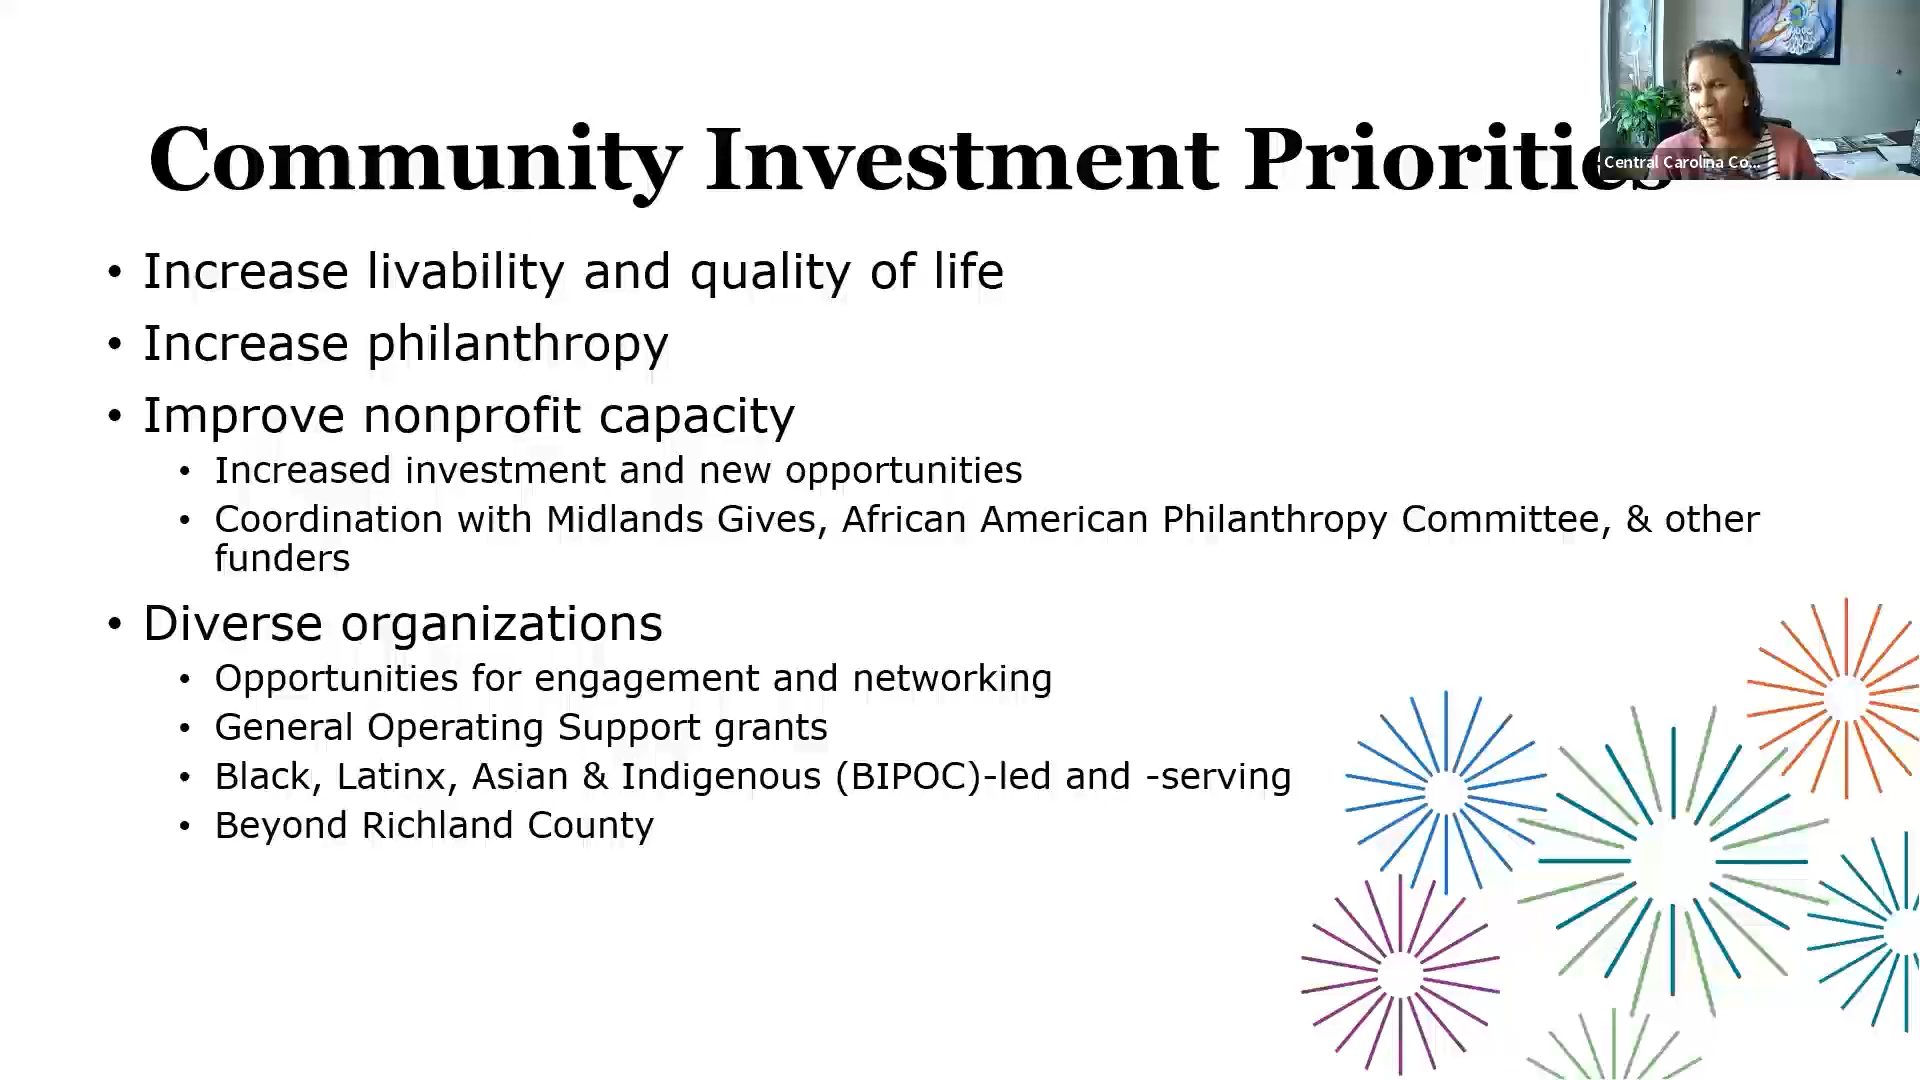 Community Investment Priorities
Central Carolina Co...
• Increase livability and quality of life
• Increase philanthropy
• Improve nonprofit capacity
• Increased investment and new opportunities
• Coordination with Midlands Gives, African American Philanthropy Committee, & other
funders
• Diverse organizations
• Opportunities for engagement and networking
• General Operating Support grants
• Black, Latinx, Asian & Indigenous (BIPOC)-led and -serving
• Beyond Richland County